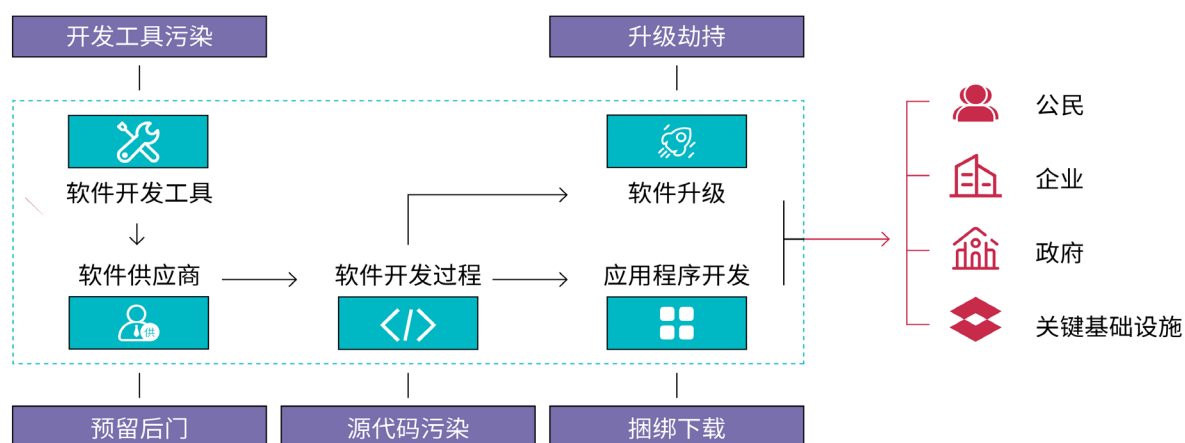 开发工具污染
升级劫持
软件开发工具
软件升级
软件供应商
软件开发过程
应用程序开发
供
预留后门
源代码污染
捆绑下载
公民
企业
政府
关键基础设施